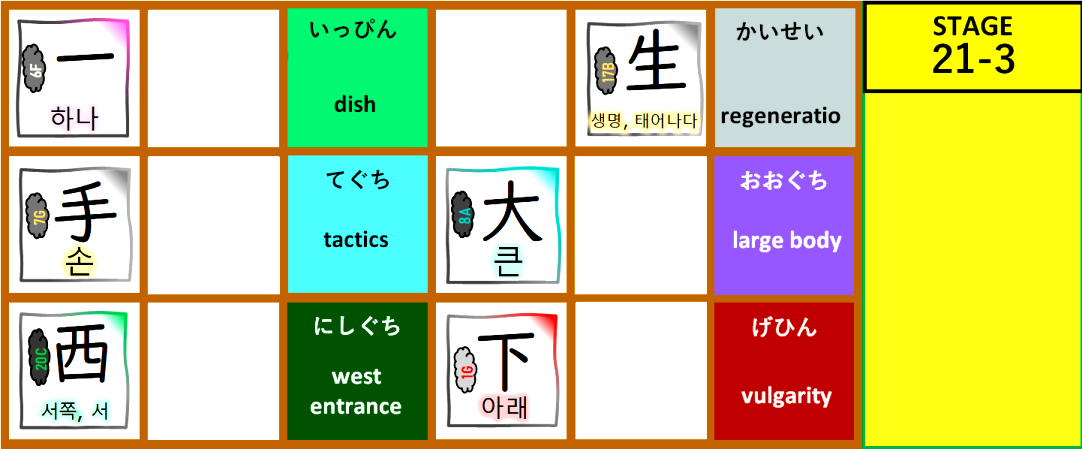 6F
一
하나
いっぴん
dish
17B
生
생명, 태어나다
かいせい
regeneratio
STAGE
21-3
7G
手
손
てぐち
tactics
8A
大
큰
おおぐち
large body
20C
西
서쪽, 서
にしぐち
west
entrance
1G
下
아래
げひん
vulgarity